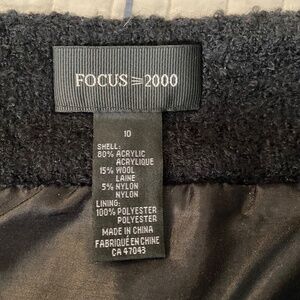 FOCUS 2000
10
SHELL:
80% ACRYLIC
ACRYLIQUE
15% WOOL
LAINE
5% NYLON
NYLON
LINING:
100% POLYESTER
POLYESTER
MADE IN CHINA
FABRIQUÉ EN CHINE
CA 47043